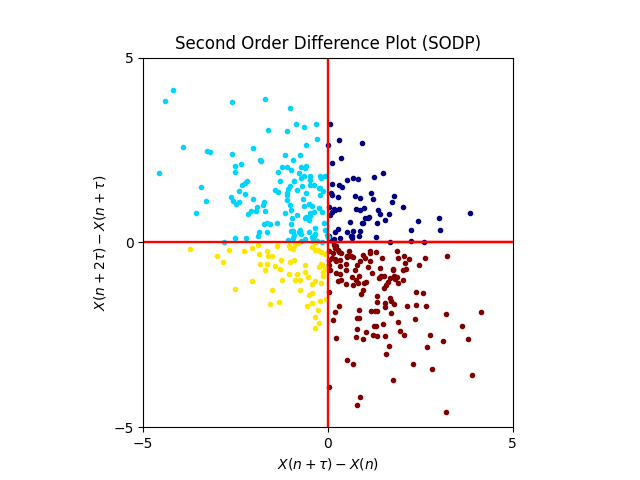 Second Order Difference Plot (SODP)
5
0
−5
X(n + 2τ) − X(n + τ)
−5 0 5
X(n + τ) − X(n)